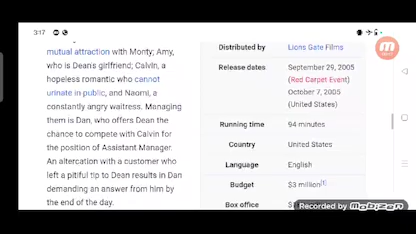 3:17
mutual attraction with Monty; Amy,
who is Dean's girlfriend; Calvin, a
hopeless romantic who cannot
urinate in public, and Naomi, a
constantly angry waitress. Managing
them is Dan, who offers Dean the
chance to compete with Calvin for
the position of Assistant Manager.
An altercation with a customer who
left a pitiful tip to Dean results in Dan
demanding an answer from him by
the end of the day.
Distributed by Lions Gate Films
Release dates September 29, 2005
(Red Carpet Event)
October 7, 2005
(United States)
Running time 94 minutes
Country United States
Language English
Budget $3 million[1]
Box office
Recorded by Mobizen